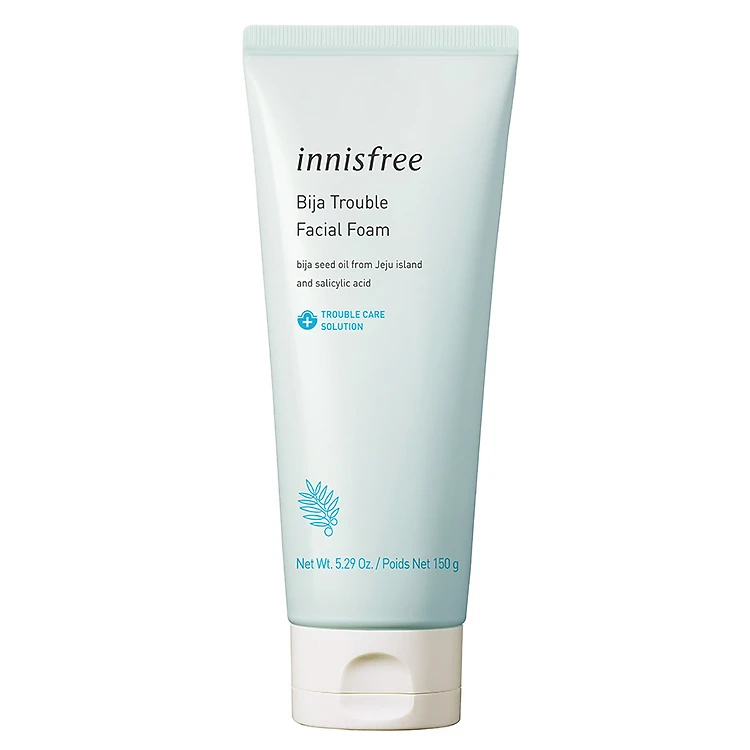 innisfree
Bija Trouble
Facial Foam
bija seed oil from Jeju island
and salicylic acid
TROUBLE CARE
SOLUTION
Net Wt. 5.29 Oz. / Poids Net 150 g